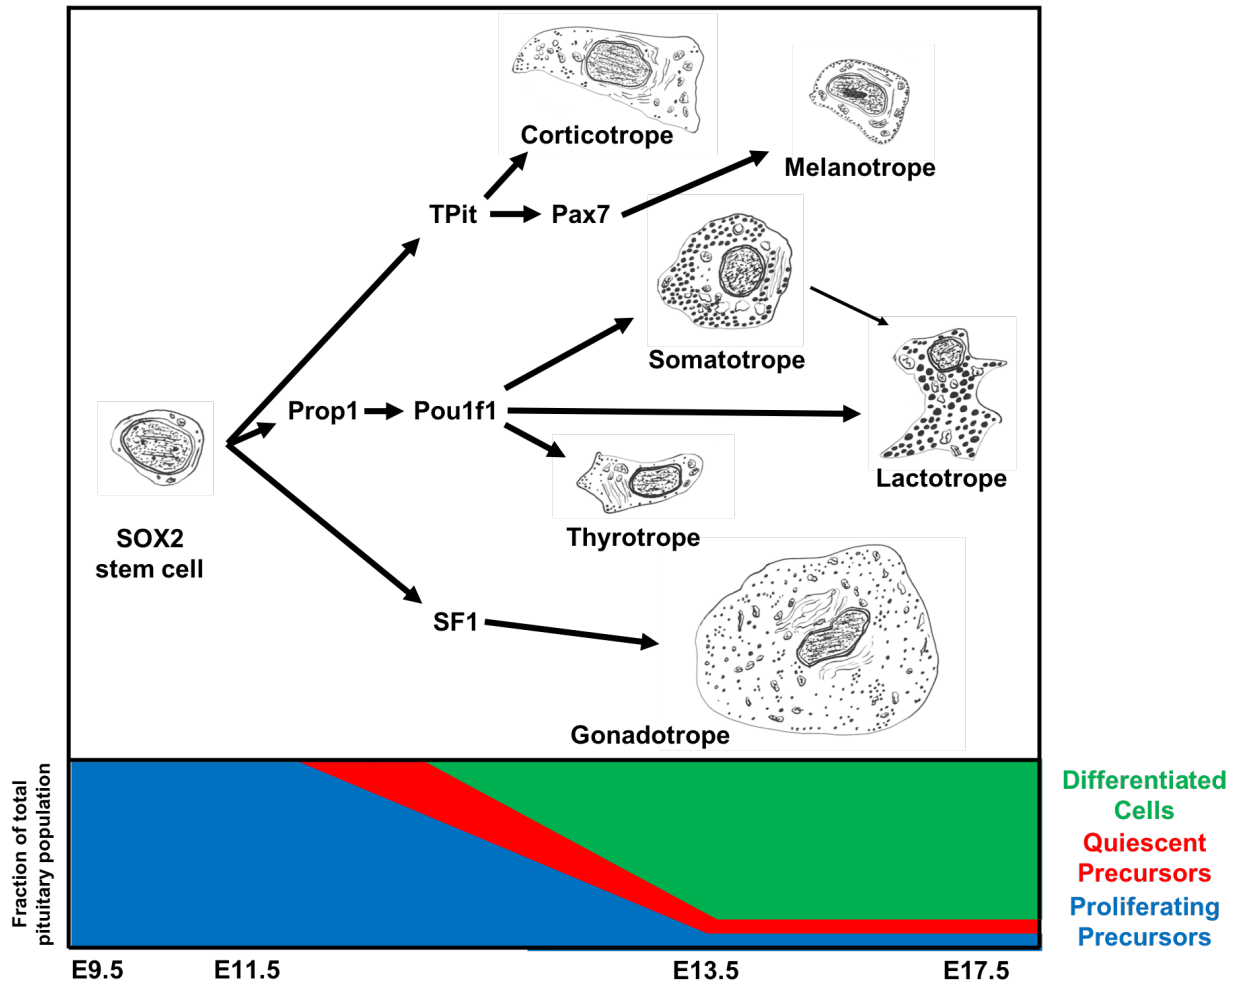 Corticotrope
Melanotrope
TPit
Pax7
Somatotrope
Prop1
Pou1f1
Lactotrope
SOX2
stem cell
Thyrotrope
SF1
Gonadotrope
Fraction of total
pituitary population
Differentiated
Cells
Quiescent
Precursors
Proliferating
Precursors
E9.5
E11.5
E13.5
E17.5